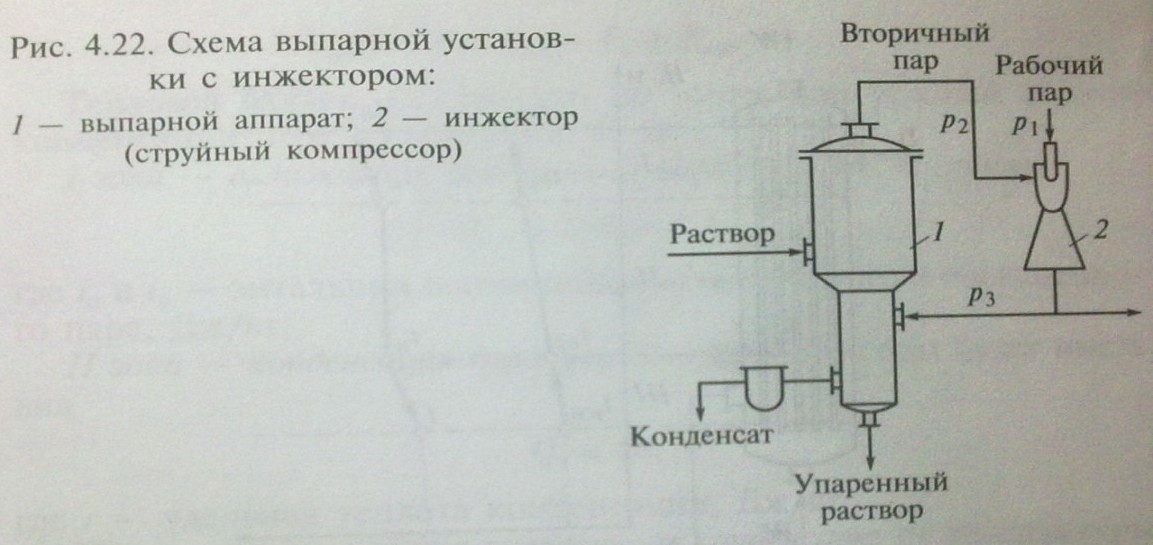 Рис. 4.22. Схема выпарной установ-
ки с инжектором:
1 — выпарной аппарат; 2 — инжектор
(струйный компрессор)
Вторичный
пар
Рабочий
пар
p2
p1
Раствор
1
2
p3
Конденсат
Упаренный
раствор